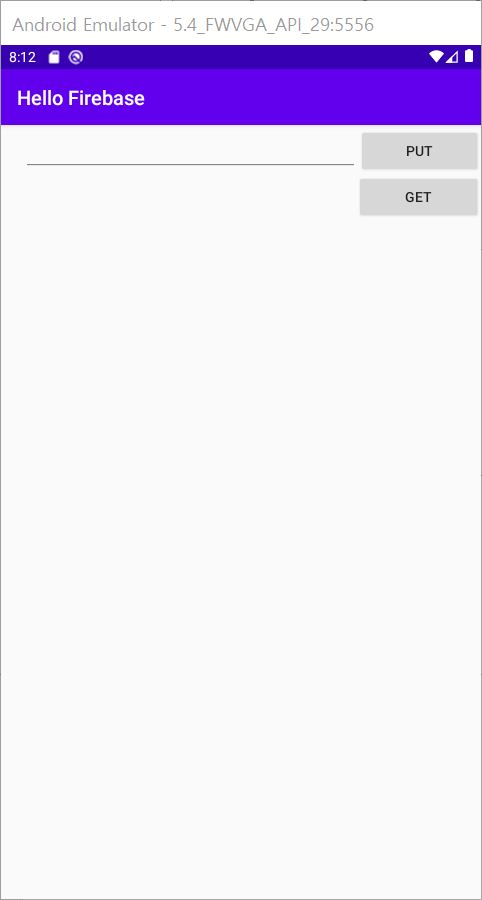 Android Emulator - 5.4_FWVGA_API_29:5556
8:12
Hello Firebase
PUT
GET